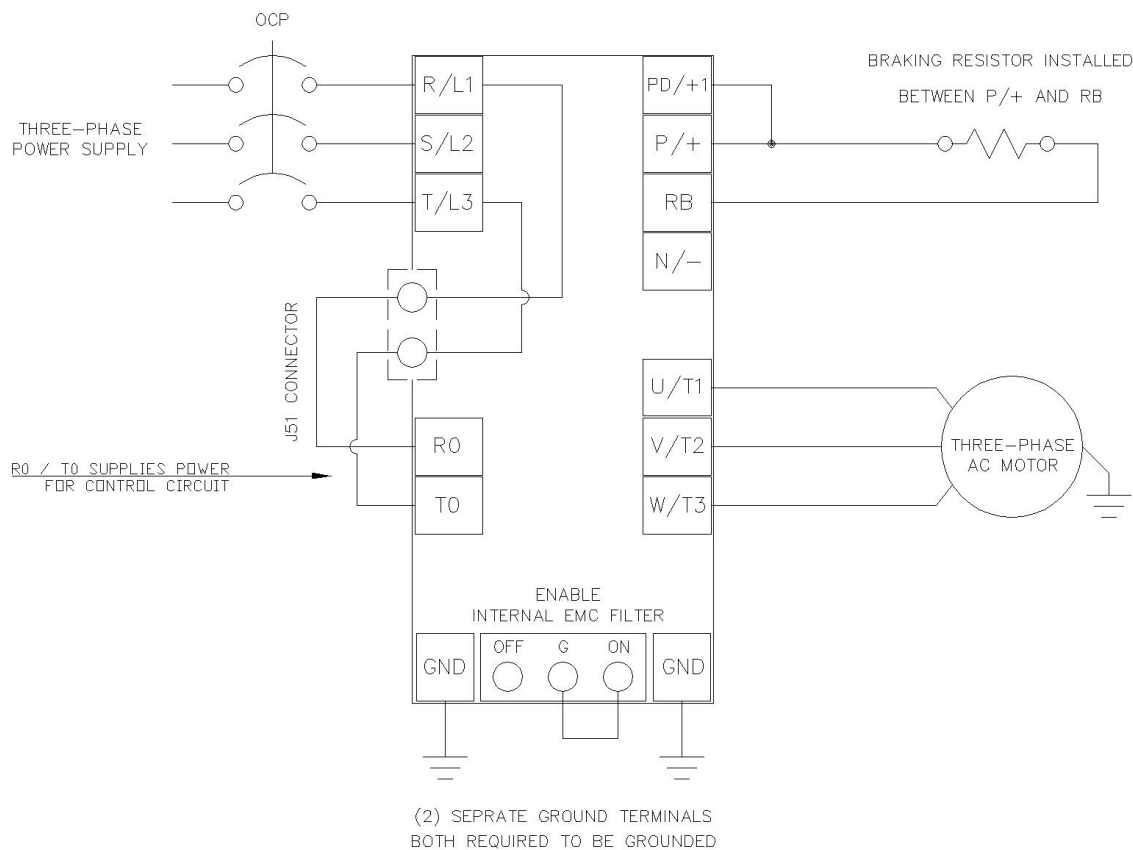 OCP
R/L1
S/L2
T/L3
THREE-PHASE
POWER SUPPLY
PD/+1
P/+
RB
N/-
BRAKING RESISTOR INSTALLED
BETWEEN P/+ AND RB
J51 CONNECTOR
R0
T0
R0 / T0 SUPPLIES POWER
FOR CONTROL CIRCUIT
U/T1
V/T2
W/T3
THREE-PHASE
AC MOTOR
ENABLE
INTERNAL EMC FILTER
GND
OFF G ON
GND
(2) SEPRATE GROUND TERMINALS
BOTH REQUIRED TO BE GROUNDED